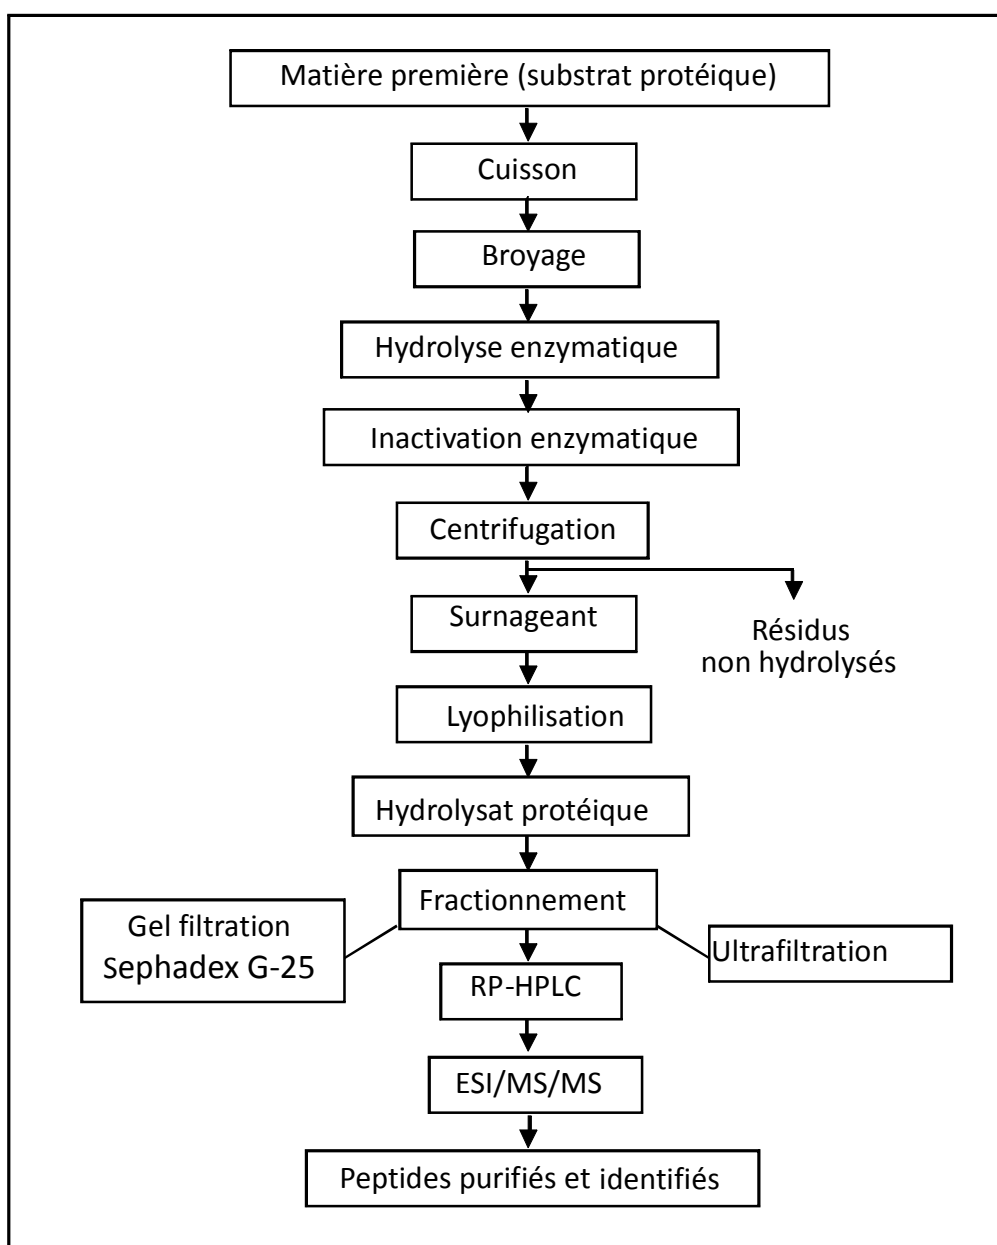 Matière première (substrat protéique)
Cuisson
Broyage
Hydrolyse enzymatique
Inactivation enzymatique
Centrifugation
Surnageant
Résidus
non hydrolysés
Lyophilisation
Hydrolysat protéique
Fractionnement
Gel filtration
Sephadex G-25
Ultrafiltration
RP-HPLC
ESI/MS/MS
Peptides purifiés et identifiés